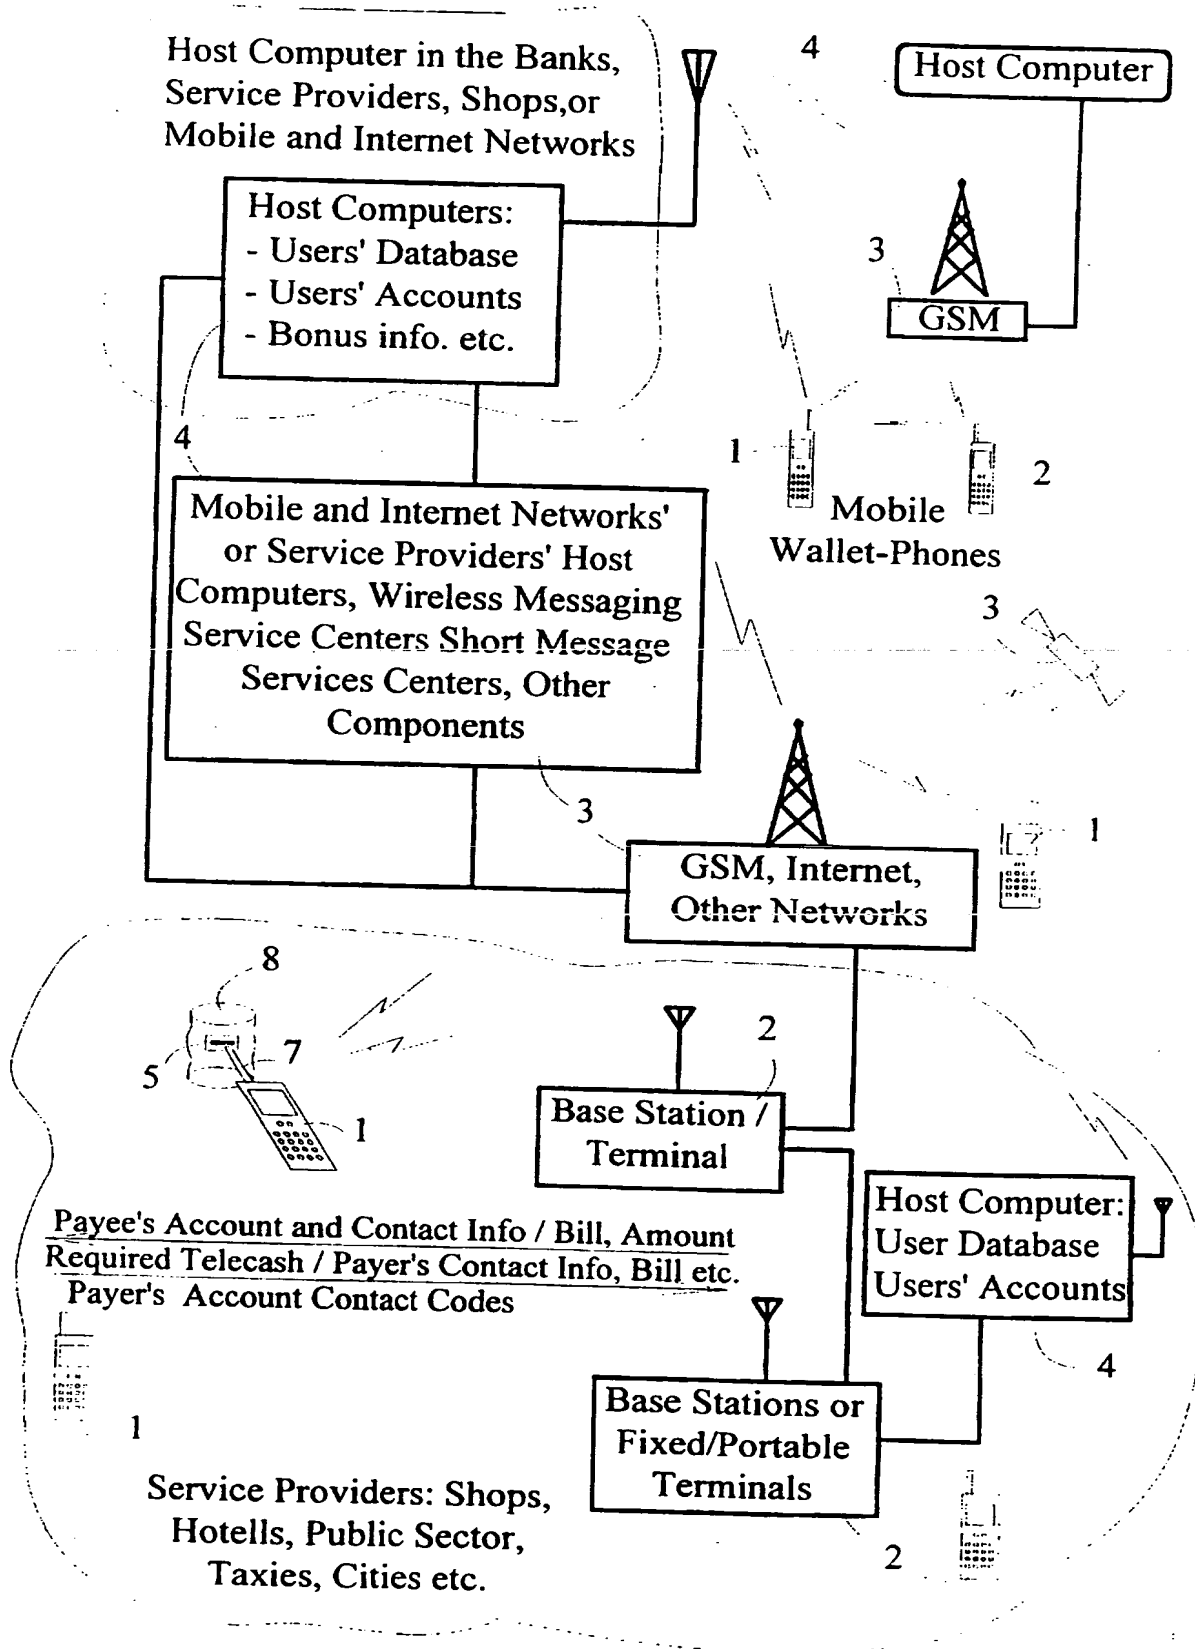 Host Computer in the Banks,
Service Providers, Shops,or
Mobile and Internet Networks
4
Host Computer
Host Computers:
- Users' Database
- Users' Accounts
- Bonus info. etc.
3
GSM
4
1
2
Mobile
Wallet-Phones
Mobile and Internet Networks'
or Service Providers' Host
Computers, Wireless Messaging
Service Centers Short Message
Services Centers, Other
Components
3
3
1
GSM, Internet,
Other Networks
8
5
7
1
2
Base Station /
Terminal
Payee's Account and Contact Info / Bill, Amount
Required Telecash / Payer's Contact Info, Bill etc.
Payer's Account Contact Codes
Host Computer:
User Database
Users' Accounts
4
1
Base Stations or
Fixed/Portable
Terminals
2
Service Providers: Shops,
Hotells, Public Sector,
Taxies, Cities etc.